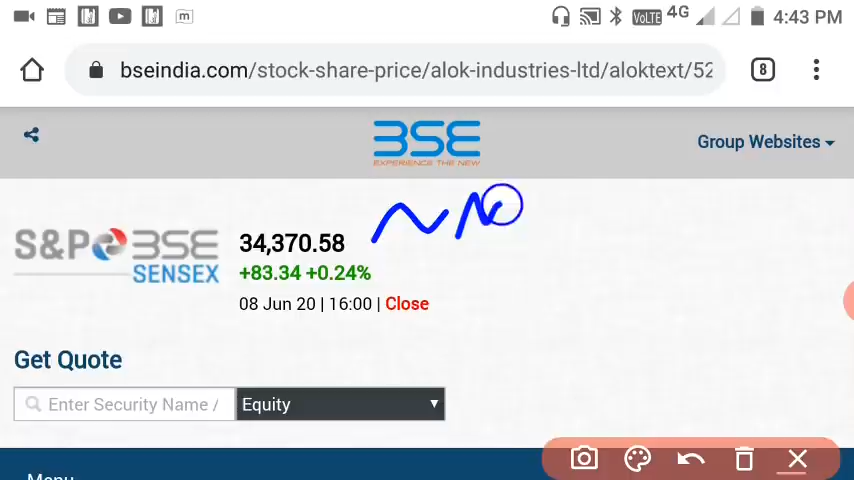 m VoLTE 4G 4:43 PM
bseindia.com/stock-share-price/alok-industries-ltd/aloktext/52 8
BSE
EXPERIENCE THE NEW
Group Websites
S&P BSE
SENSEX
34,370.58
+83.34 +0.24%
08 Jun 20 | 16:00 | Close
Get Quote
Enter Security Name / Equity
Menu